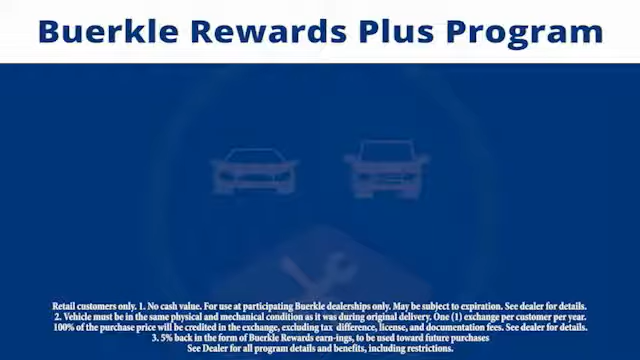 Buerkle Rewards Plus Program
Retail customers only. 1. No cash value. For use at participating Buerkle dealerships only. May be subject to expiration. See dealer for details.
2. Vehicle must be in the same physical and mechanical condition as it was during original delivery. One (1) exchange per customer per year.
100% of the purchase price will be credited in the exchange, excluding tax difference, license, and documentation fees. See dealer for details.
3. 5% back in the form of Buerkle Rewards earn-ings, to be used toward future purchases
See Dealer for all program details and benefits, including restrictions.